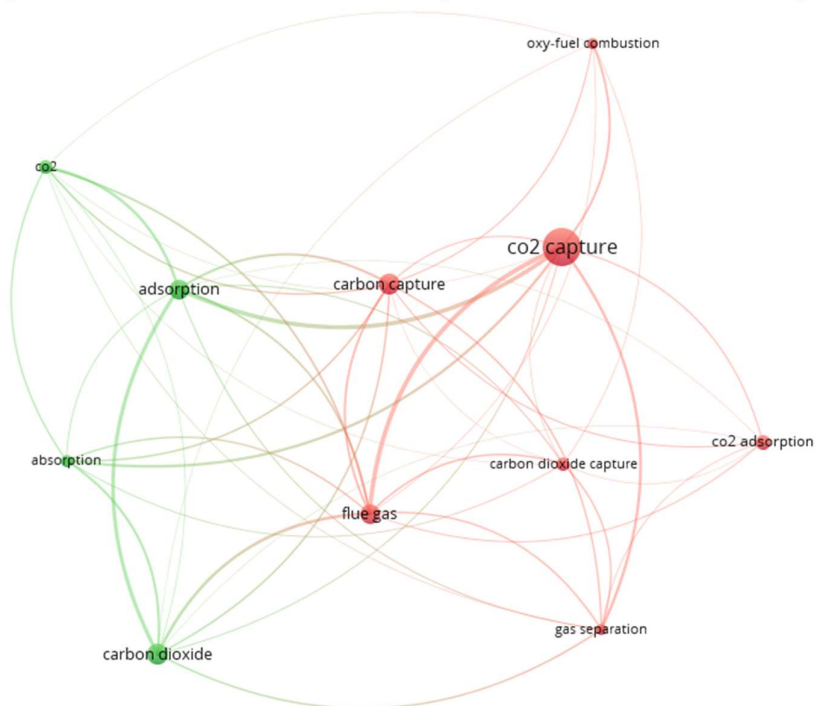 oxy-fuel combustion
co2
co2 capture
carbon capture
adsorption
co2 adsorption
absorption
carbon dioxide capture
flue gas
gas separation
carbon dioxide